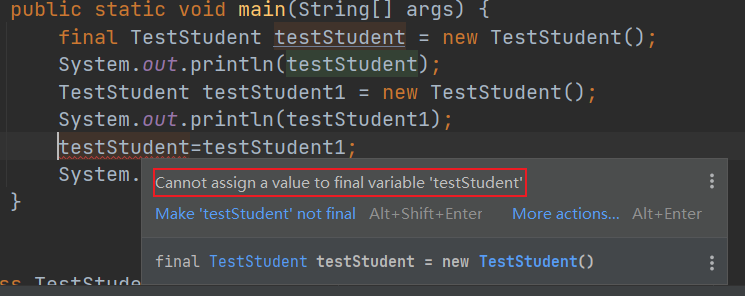 public static void main(String[] args) {
final TestStudent testStudent = new TestStudent();
System.out.println(testStudent);
TestStudent testStudent1 = new TestStudent();
System.out.println(testStudent1);
testStudent=testStudent1;
System.
Cannot assign a value to final variable 'testStudent'
Make 'testStudent' not final Alt+Shift+Enter More actions... Alt+Enter
}
final TestStudent testStudent = new TestStudent()